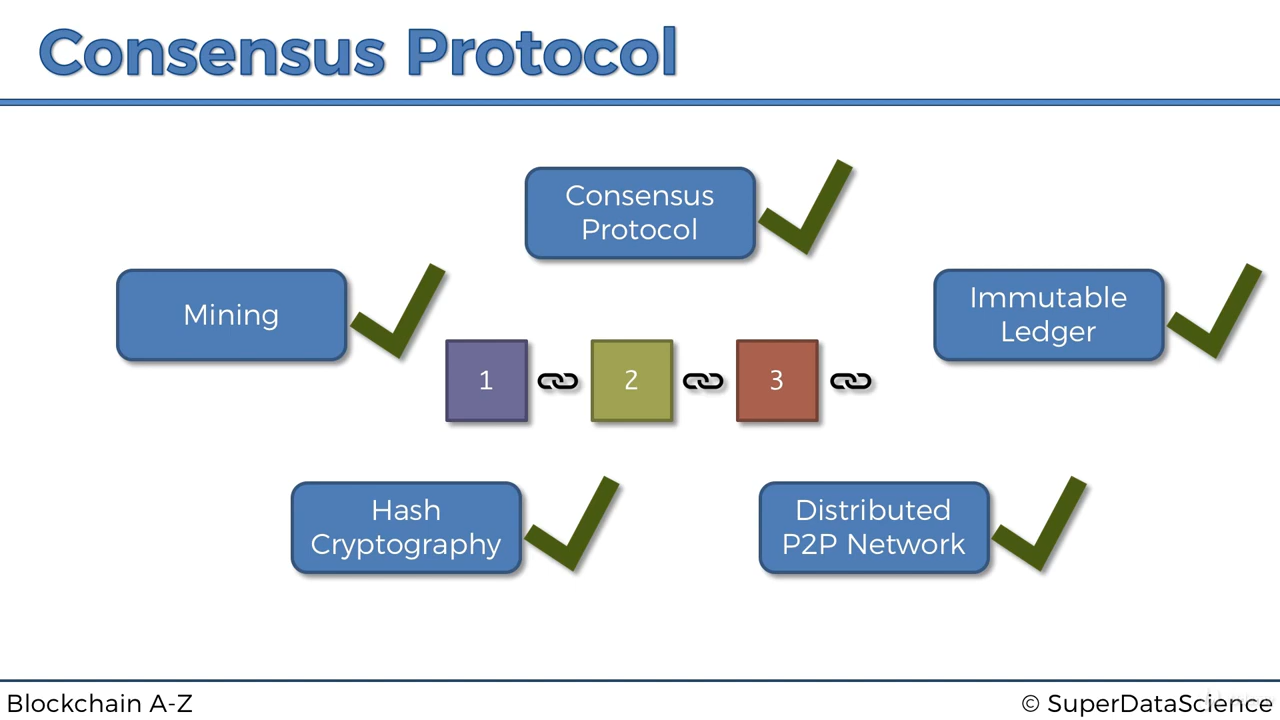 Consensus Protocol
Consensus
Protocol
Mining
Immutable
Ledger
1
2
3
Hash
Cryptography
Distributed
P2P Network
Blockchain A-Z
© SuperDataScience